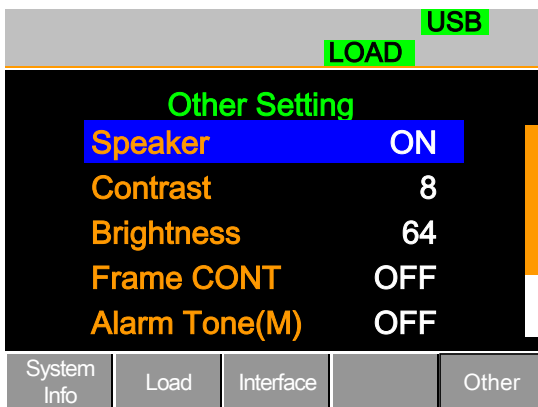 USB
LOAD
Other Setting
Speaker ON
Contrast 8
Brightness 64
Frame CONT OFF
Alarm Tone(M) OFF
System Info Load Interface Other